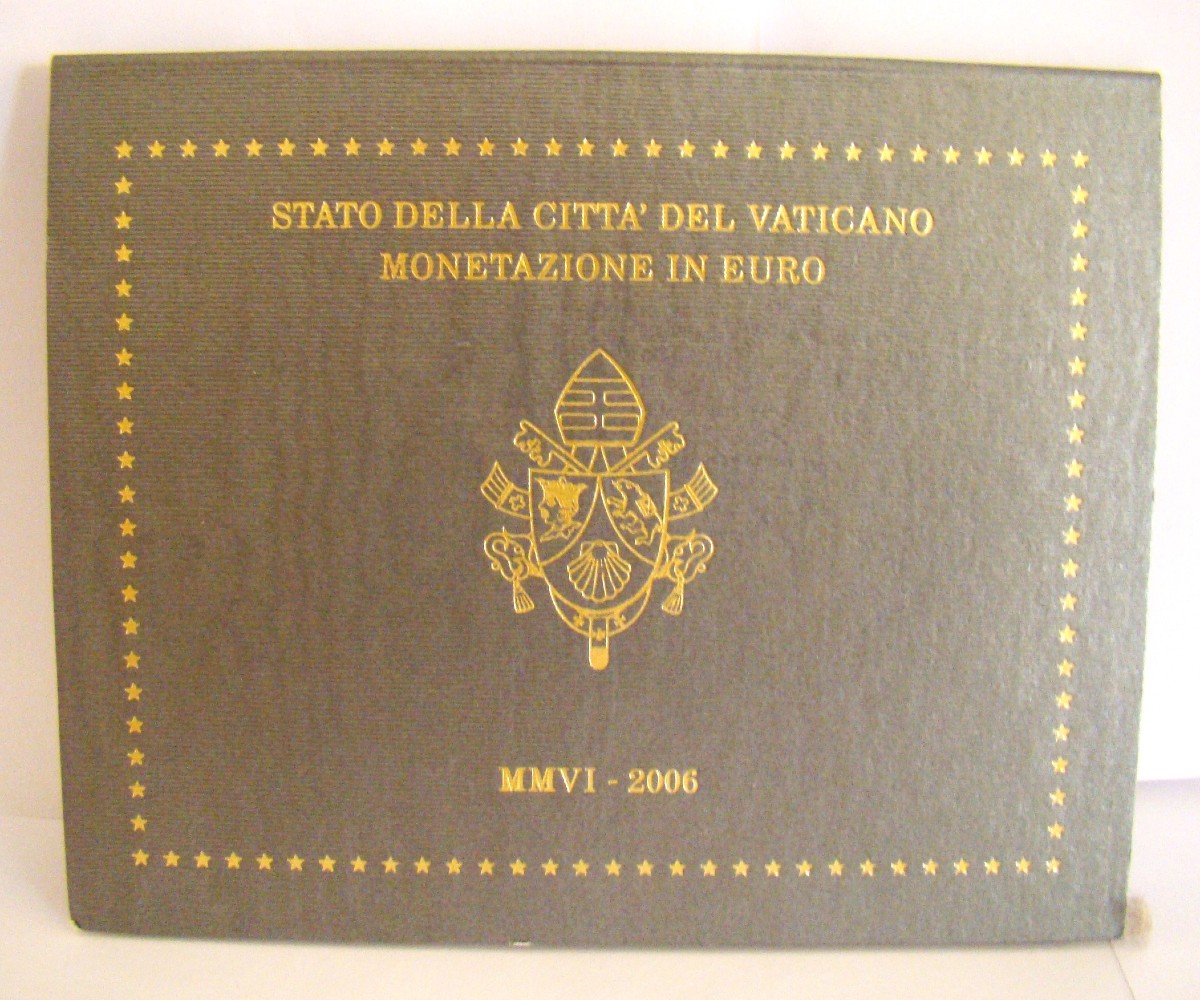 STATO DELLA CITTA' DEL VATICANO
MONETAZIONE IN EURO
MMVI - 2006